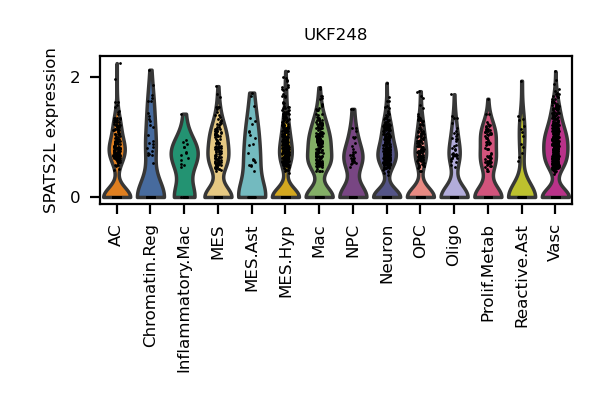 UKF248
SPATS2L expression
2
0
AC
Chromatin.Reg
Inflammatory.Mac
MES
MES.Ast
MES.Hyp
Mac
NPC
Neuron
OPC
Oligo
Prolif.Metab
Reactive.Ast
Vasc